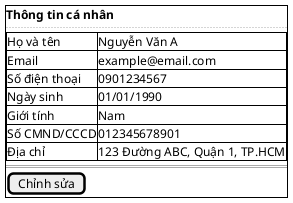 Thông tin cá nhân
Họ và tên Nguyễn Văn A
Email example@email.com
Số điện thoại 0901234567
Ngày sinh 01/01/1990
Giới tính Nam
Số CMND/CCCD 012345678901
Địa chỉ 123 Đường ABC, Quận 1, TP.HCM
Chỉnh sửa